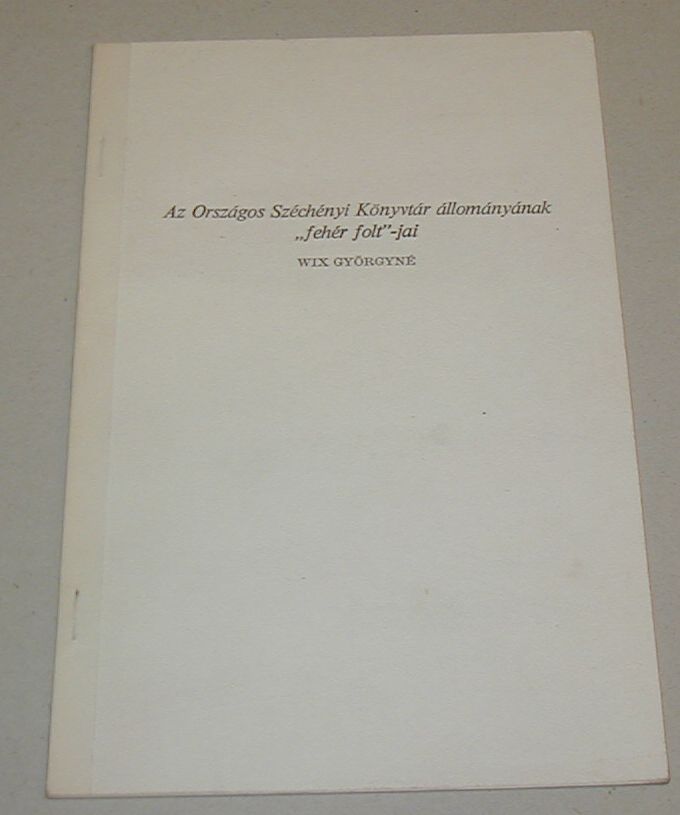 Az Országos Széchényi Könyvtár állományának
„fehér folt”-jai
WIX GYÖRGYNÉ